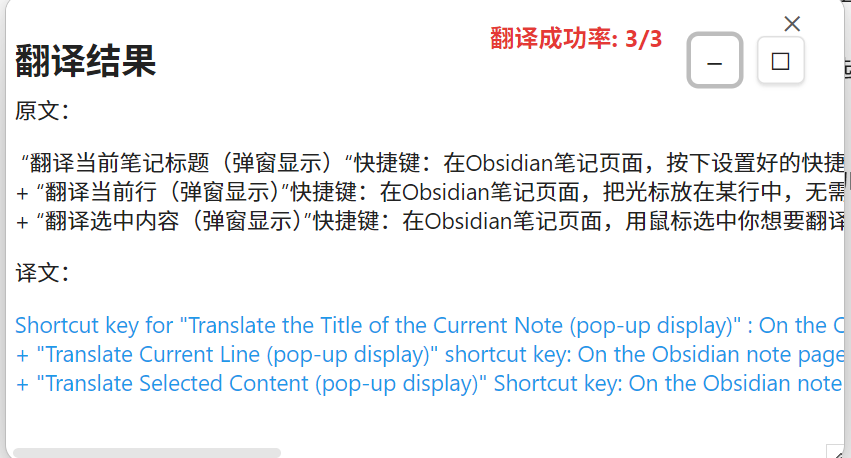 翻译成功率: 3/3
翻译结果
原文：
“翻译当前笔记标题（弹窗显示）“快捷键：在Obsidian笔记页面，按下设置好的快捷
+ “翻译当前行（弹窗显示）”快捷键：在Obsidian笔记页面，把光标放在某行中，无需
+ “翻译选中内容（弹窗显示）”快捷键：在Obsidian笔记页面，用鼠标选中你想要翻译
译文：
Shortcut key for "Translate the Title of the Current Note (pop-up display)" : On the
+ "Translate Current Line (pop-up display)" shortcut key: On the Obsidian note page
+ "Translate Selected Content (pop-up display)" Shortcut key: On the Obsidian note